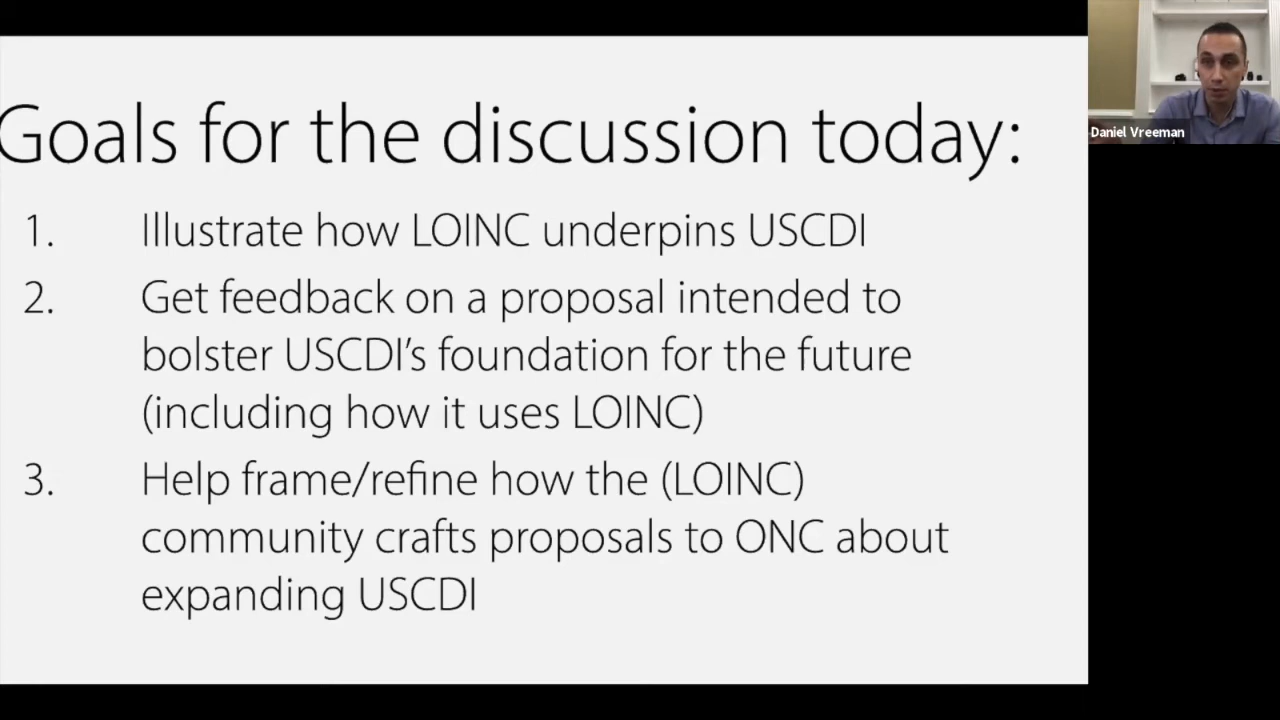 Goals for the discussion today:
1. Illustrate how LOINC underpins USCDI
2. Get feedback on a proposal intended to
bolster USCDI’s foundation for the future
(including how it uses LOINC)
3. Help frame/refine how the (LOINC)
community crafts proposals to ONC about
expanding USCDI
Daniel Vreeman